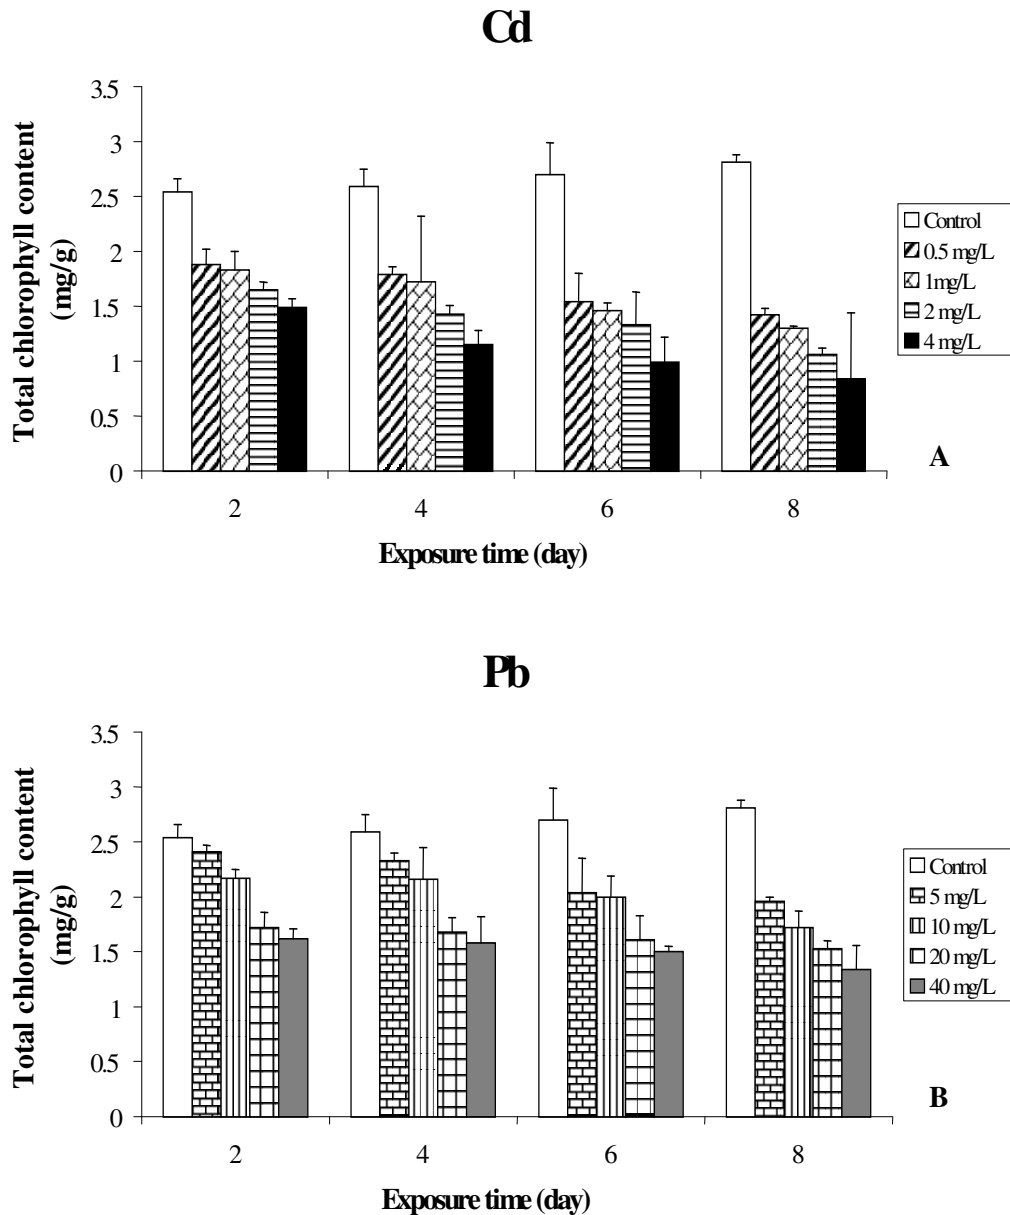 Cd
3.5
3
2.5
2
1.5
1
0.5
0
Total chlorophyll content
(mg/g)
2 4 6 8
Exposure time (day)
Control
0.5 mg/L
1mg/L
2 mg/L
4 mg/L
A
Pb
3.5
3
2.5
2
1.5
1
0.5
0
Total chlorophyll content
(mg/g)
2 4 6 8
Exposure time (day)
Control
5 mg/L
10 mg/L
20 mg/L
40 mg/L
B